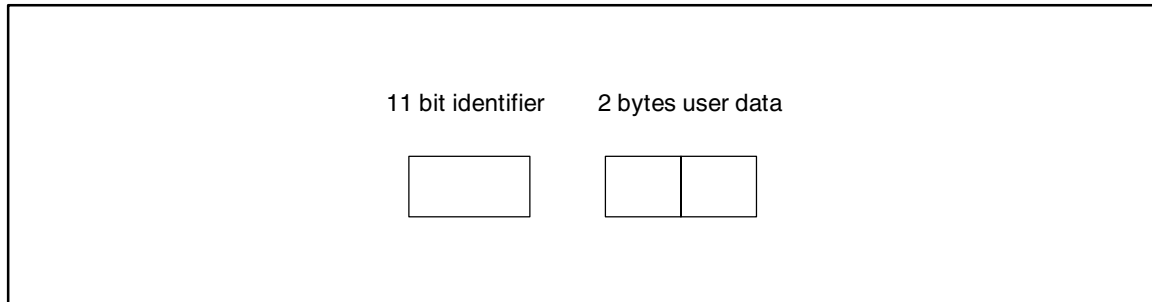 11 bit identifier 2 bytes user data